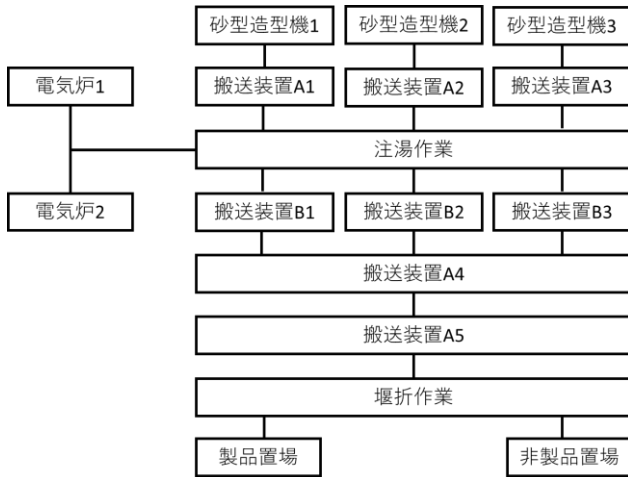 砂型造型機1
砂型造型機2
砂型造型機3
電気炉1
搬送装置A1
搬送装置A2
搬送装置A3
注湯作業
電気炉2
搬送装置B1
搬送装置B2
搬送装置B3
搬送装置A4
搬送装置A5
堰折作業
製品置場
非製品置場